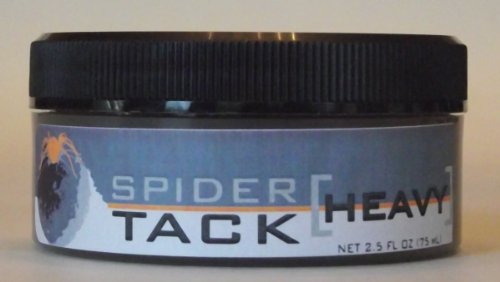 SPIDER
TACK [HEAVY]
NET 2.5 FL OZ (75 mL)